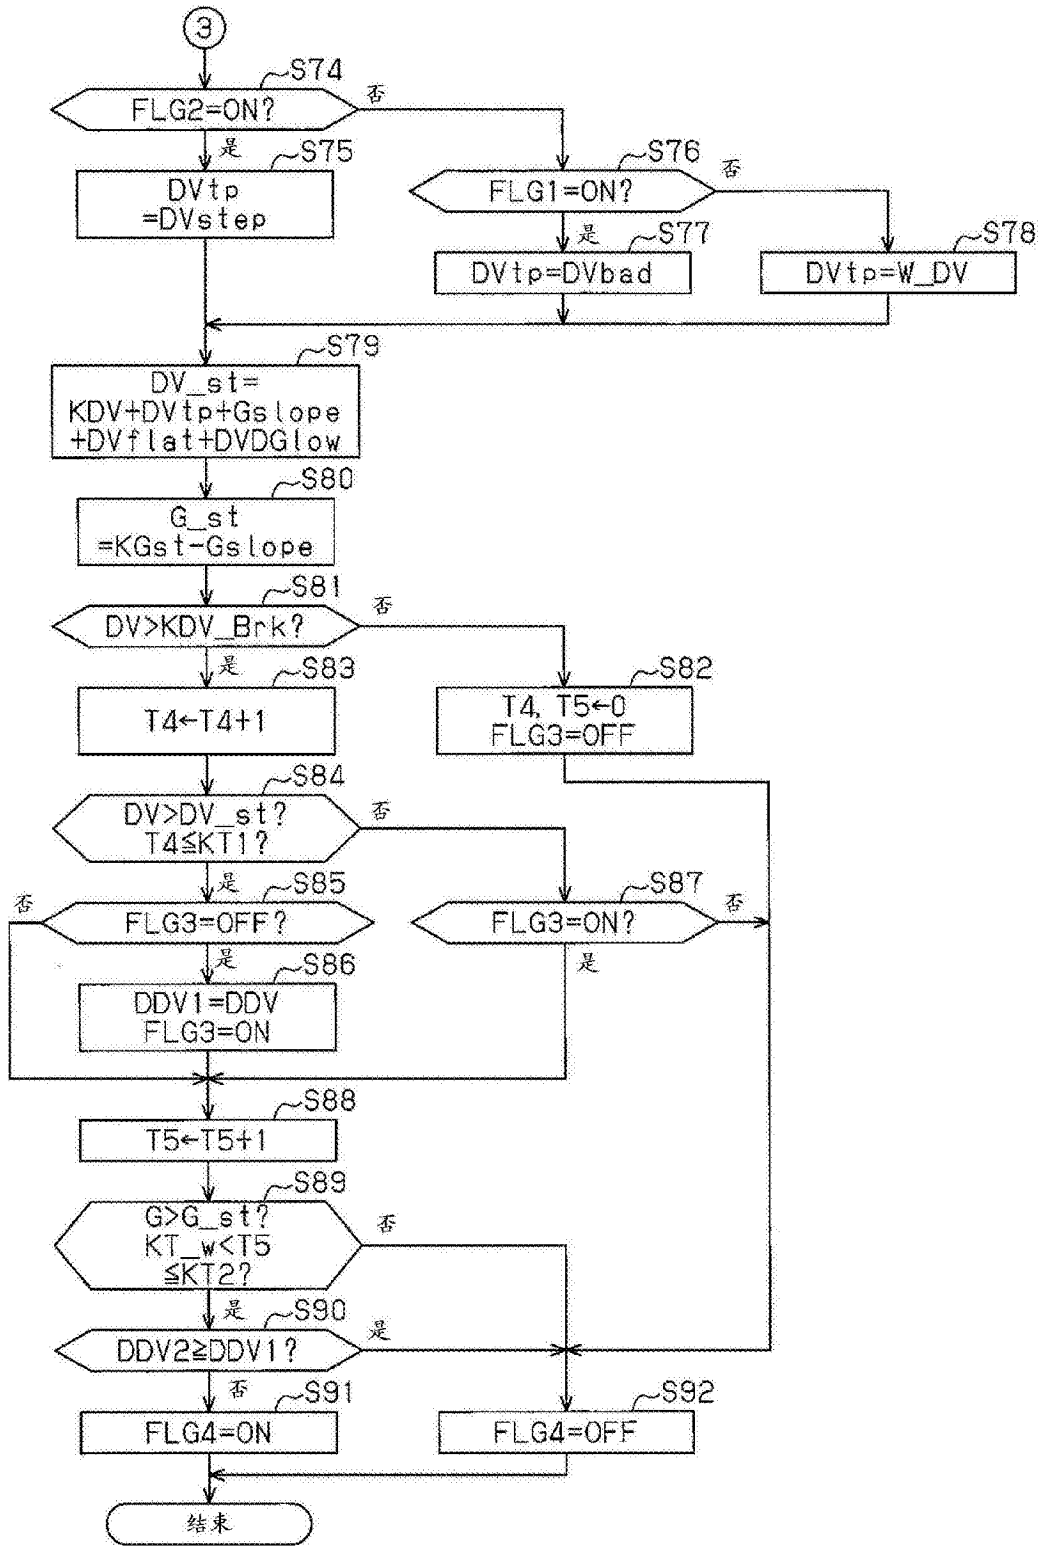 3
S74
FLG2=ON?
否
是
S75
DVtp
=DVstep
S76
FLG1=ON?
否
是
S77
DVtp=DVbad
S78
DVtp=W_DV
S79
DV_st=
KDV+DVtp+Gslope
+DVflat+DVDGlow
S80
G_st
=KGst-Gslope
S81
DV>KDV_Brk?
否
是
S83
T4←T4+1
S82
T4, T5←0
FLG3=OFF
S84
DV>DV_st?
T4≦KT1?
否
是
S85
FLG3=OFF?
否
是
S87
FLG3=ON?
否
是
S86
DDV1=DDV
FLG3=ON
S88
T5←T5+1
S89
G>G_st?
KT_w<T5
≦KT2?
否
是
S90
DDV2≧DDV1?
是
否
S91
FLG4=ON
S92
FLG4=OFF
结束